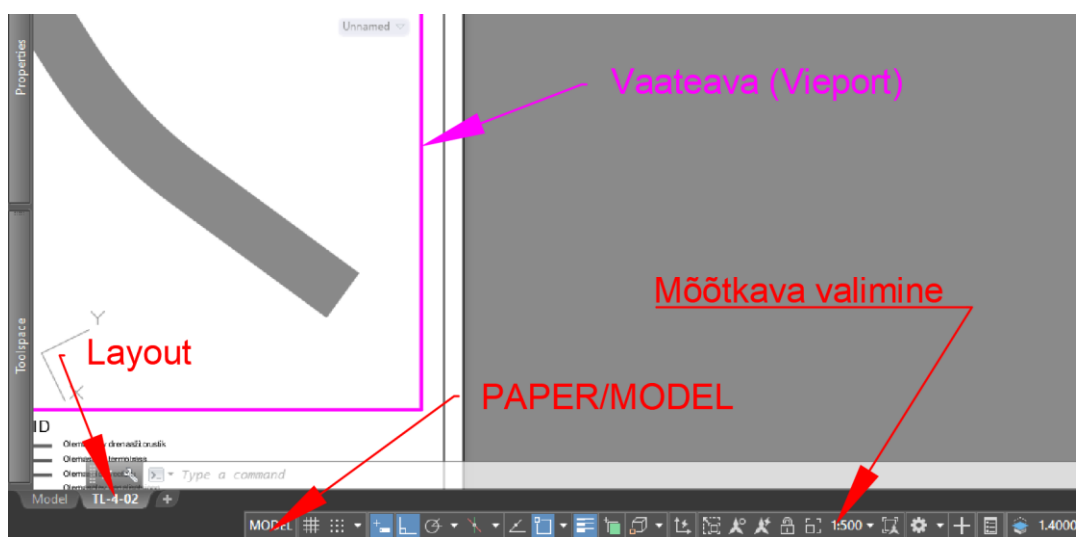 Unnamed
Properties
Vaateava (Vieport)
Mõõtkava valimine
Toolspace
Y
X
Layout
PAPER/MODEL
ID
Type a command
Model TL-4-02 +
MODEL 1:500 1.4000